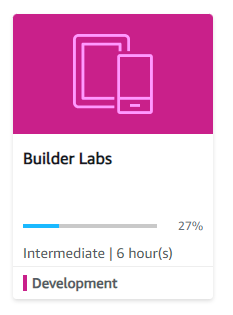 Builder Labs
27%
Intermediate | 6 hour(s)
Development